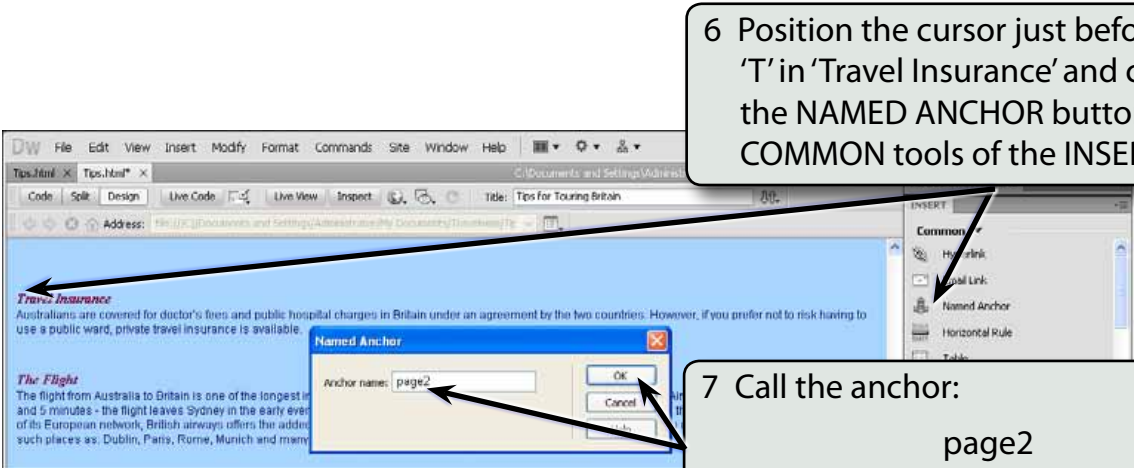 6 Position the cursor just
'T' in 'Travel Insurance' and
the NAMED ANCHOR
COMMON tools of the
DW File Edit View Insert Modify Format Commands Site Window Help
Tips.html × Tips.html* ×
Code Split Design Live Code Live View Inspect Title: Tips for Touring Britain
Address:
INSERT
Common
Hyperlink
Email Link
Named Anchor
Horizontal Rule
Table
Travel Insurance
Australians are covered for doctor's fees and public hospital charges in Britain under an agreement by the two countries. However, if you prefer not to risk having to
use a public ward, private travel insurance is available.
Named Anchor
Anchor name: page2
OK
Cancel
Help
The Flight
The flight from Australia to Britain is one of the longest
and 5 minutes - the flight leaves Sydney in the early
of its European network, British airways offers the
such places as: Dublin, Paris, Rome, Munich and many
7 Call the anchor:
page2